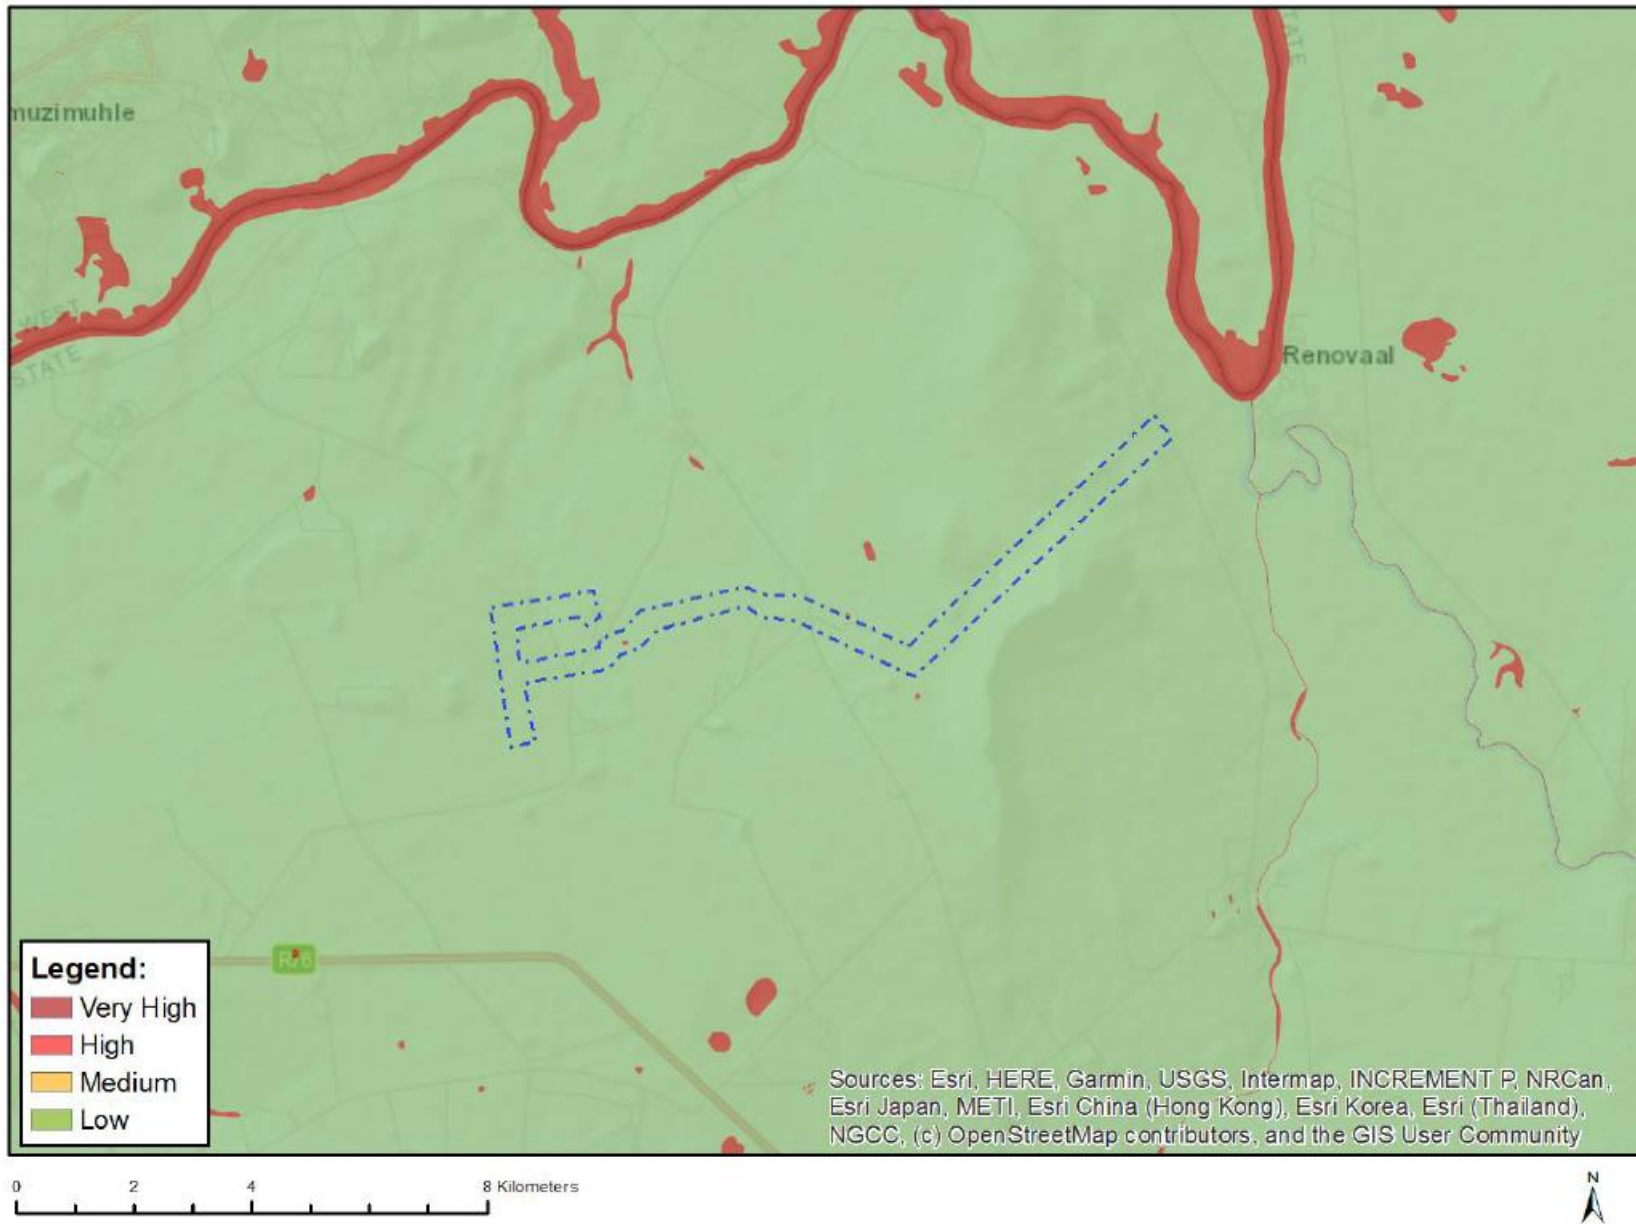 STATE
muzimuhle
WEST
STATE
Renovaal
R76
Legend:
Very High
High
Medium
Low
Sources: Esri, HERE, Garmin, USGS, Intermap, INCREMENT P, NRCan,
Esri Japan, METI, Esri China (Hong Kong), Esri Korea, Esri (Thailand),
NGCC, (c) OpenStreetMap contributors, and the GIS User Community
0 2 4 8 Kilometers
N